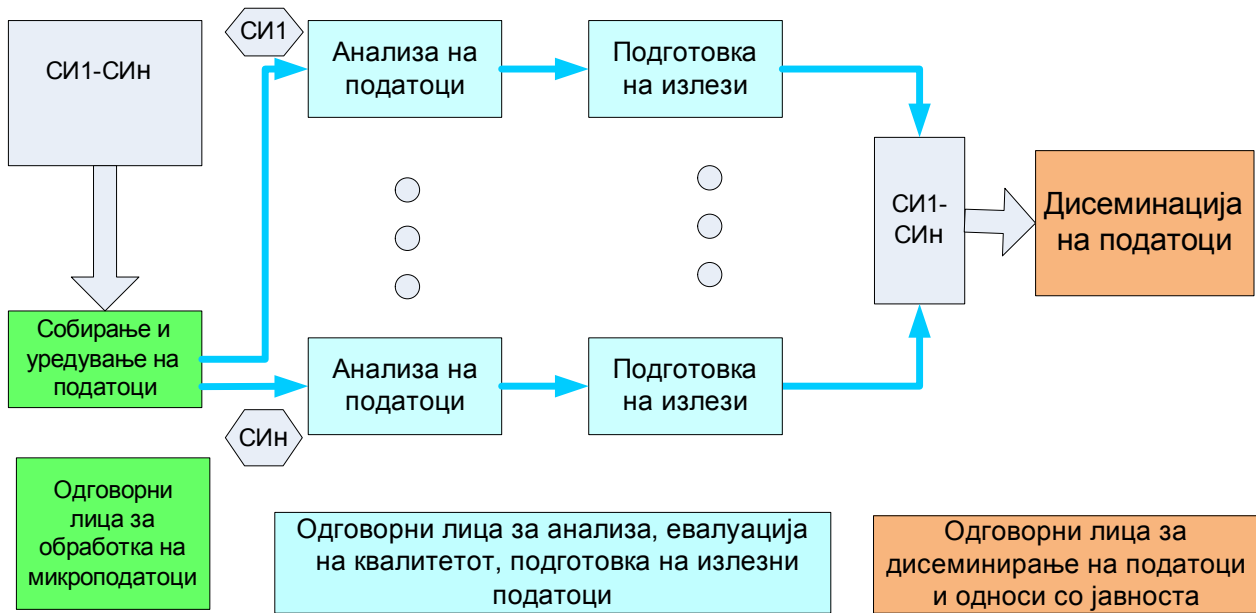 СИ1-СИн
СИ1
Анализа на
податоци
Подготовка
на излези
СИ1-
СИн
Дисеминација
на податоци
Собирање и
уредување на
податоци
СИн
Анализа на
податоци
Подготовка
на излези
Одговорни
лица за
обработка на
микроподатоци
Одговорни лица за анализа, евалуација
на квалитетот, подготовка на излезни
податоци
Одговорни лица за
дисеминирање на податоци
и односи со јавноста